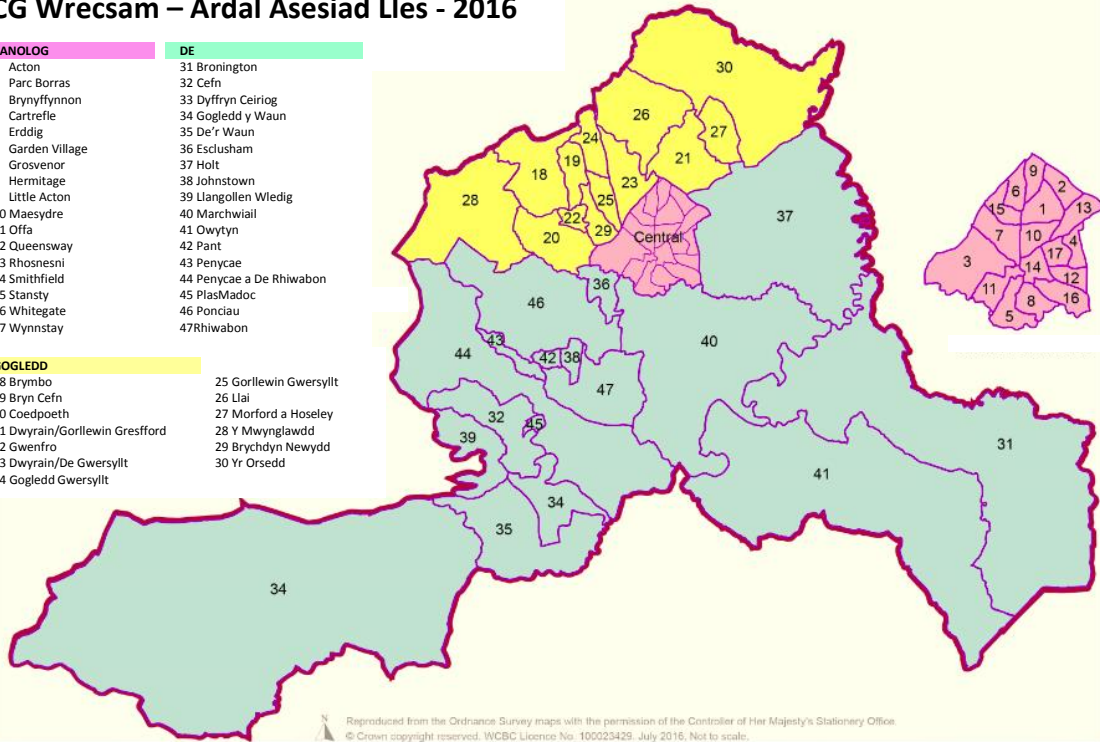 CG Wrecsam – Ardal Asesiad Lles - 2016
ANOLOG
Acton
Parc Borras
Brynyffynnon
Cartrefle
Erddig
Garden Village
Grosvenor
Hermitage
Little Acton
0 Maesydre
1 Offa
2 Queensway
3 Rhosnesni
4 Smithfield
5 Stansty
6 Whitegate
7 Wynnstay
DE
31 Bronington
32 Cefn
33 Dyffryn Ceiriog
34 Gogledd y Waun
35 De’r Waun
36 Esclusham
37 Holt
38 Johnstown
39 Llangollen Wledig
40 Marchwiail
41 Owytyn
42 Pant
43 Penycae
44 Penycae a De Rhiwabon
45 PlasMadoc
46 Ponciau
47Rhiwabon
GOGLEDD
8 Brymbo
9 Bryn Cefn
0 Coedpoeth
1 Dwyrain/Gorllewin Gresfford
2 Gwenfro
3 Dwyrain/De Gwersyllt
4 Gogledd Gwersyllt
25 Gorllewin Gwersyllt
26 Llai
27 Morford a Hoseley
28 Y Mwynglawdd
29 Brychdyn Newydd
30 Yr Orsedd
30
26
27
24
21
19
18
23
28
25
22
20
29
Central
37
36
46
43
44
42
38
40
47
32
45
39
31
41
34
35
34
9
6
2
15
1
13
7
10
4
17
3
14
12
11
8
16
5
N
Reproduced from the Ordnance Survey maps with the permission of the Controller of Her Majesty's Stationery Office
© Crown copyright reserved. WCBC Licence No. 100023429. July 2016, Not to scale.